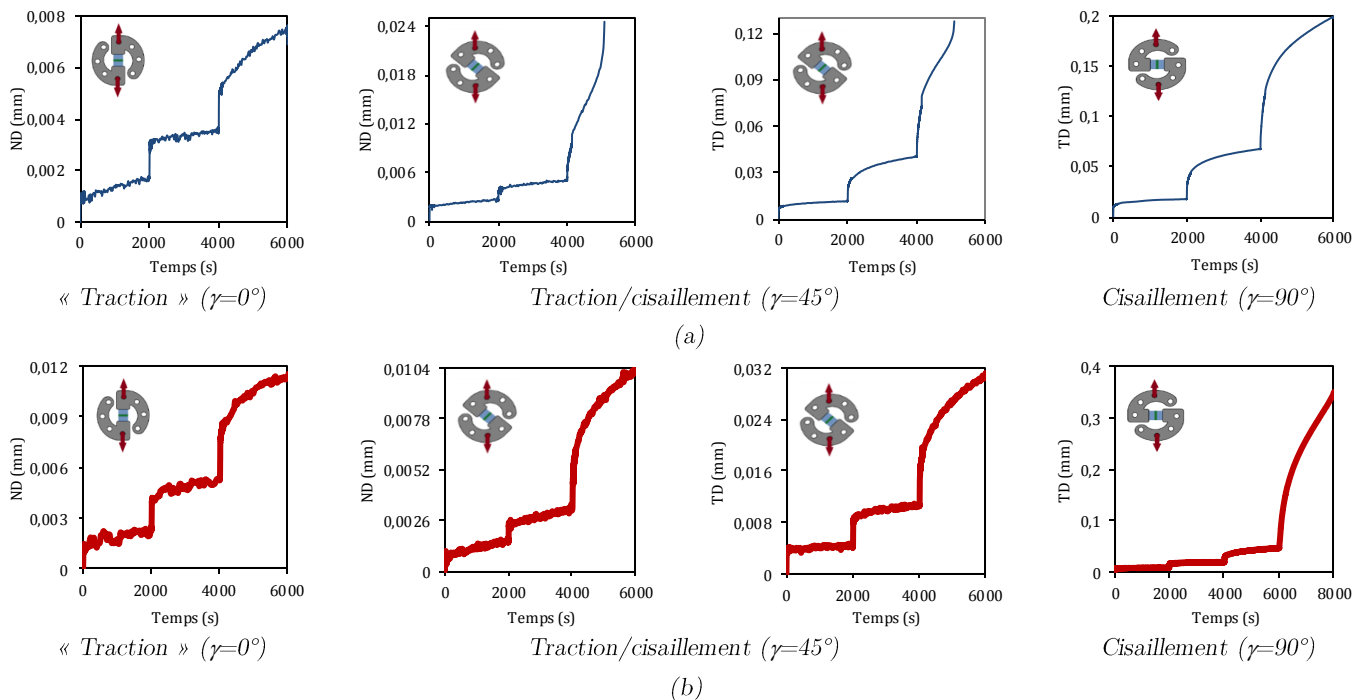 0,008
0,006
0,004
0,002
0
ND (mm)
0 2000 4000 6000
Temps (s)
« Traction » (γ=0°)
0,024
0,018
0,012
0,006
0
ND (mm)
0 2000 4000 6000
Temps (s)
0,12
0,09
0,06
0,03
0
TD (mm)
0 2000 4000 6000
Temps (s)
Traction/cisaillement (γ=45°)
0,2
0,15
0,1
0,05
0
TD (mm)
0 2000 4000 6000
Temps (s)
Cisaillement (γ=90°)
(a)
0,012
0,009
0,006
0,003
0
ND (mm)
0 2000 4000 6000
Temps (s)
« Traction » (γ=0°)
0,0104
0,0078
0,0052
0,0026
0
ND (mm)
0 2000 4000 6000
Temps (s)
0,032
0,024
0,016
0,008
0
TD (mm)
0 2000 4000 6000
Temps (s)
Traction/cisaillement (γ=45°)
0,4
0,3
0,2
0,1
0
TD (mm)
0 2000 4000 6000 8000
Temps (s)
Cisaillement (γ=90°)
(b)